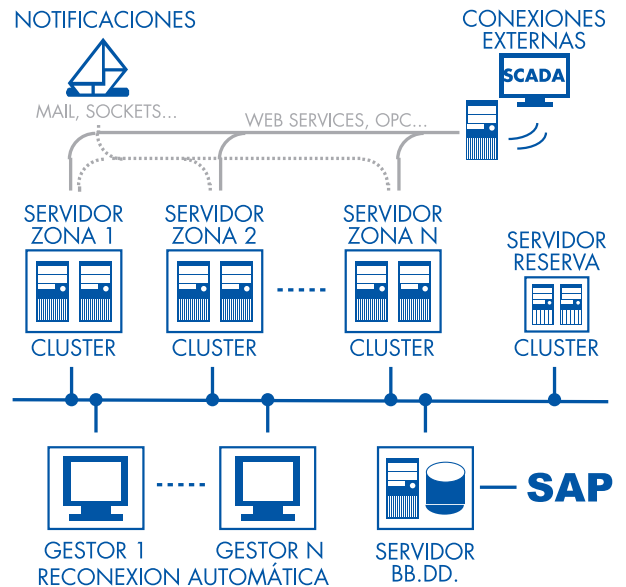 NOTIFICACIONES
CONEXIONES
EXTERNAS
SCADA
MAIL, SOCKETS...
WEB SERVICES, OPC...
SERVIDOR
ZONA 1
SERVIDOR
ZONA 2
SERVIDOR
ZONA N
SERVIDOR
RESERVA
CLUSTER
CLUSTER
CLUSTER
CLUSTER
SAP
GESTOR 1
GESTOR N
RECONEXION AUTOMÁTICA
SERVIDOR
BB.DD.